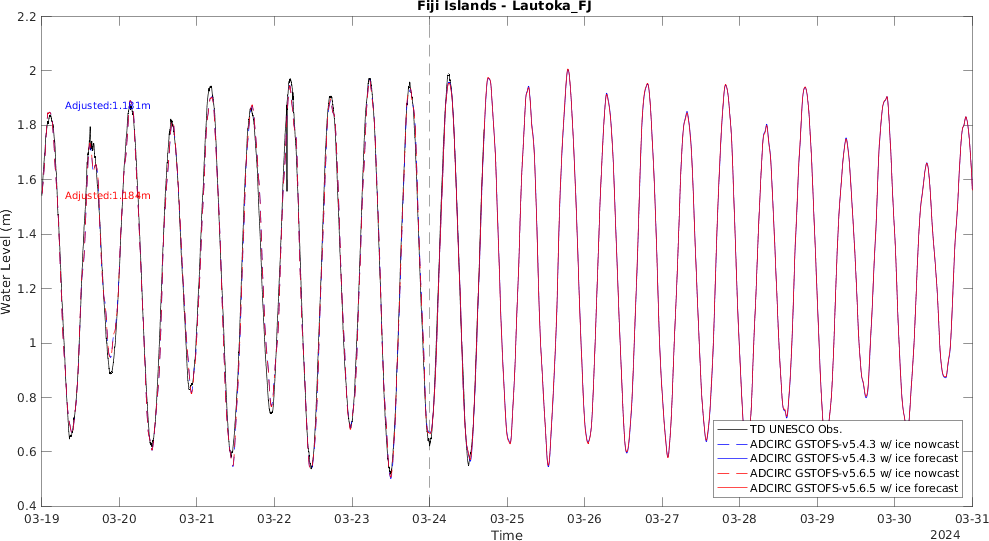 Fiji Islands - Lautoka_FJ
2.2
2
1.8
1.6
1.4
1.2
1
0.8
0.6
0.4
Water Level (m)
Adjusted:1.181m
Adjusted:1.184m
TD UNESCO Obs.
ADCIRC GSTOFS-v5.4.3 w/ ice nowcast
ADCIRC GSTOFS-v5.4.3 w/ ice forecast
ADCIRC GSTOFS-v5.6.5 w/ ice nowcast
ADCIRC GSTOFS-v5.6.5 w/ ice forecast
03-19 03-20 03-21 03-22 03-23 03-24 03-25 03-26 03-27 03-28 03-29 03-30 03-31
Time
2024